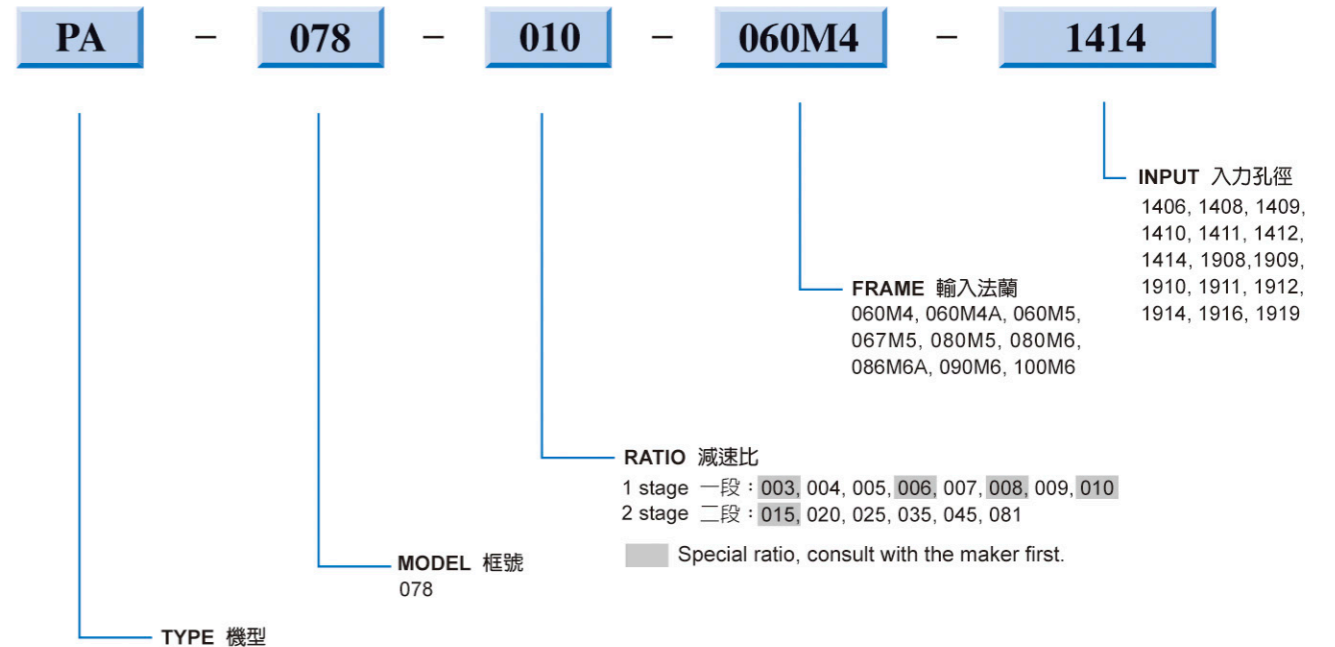 PA – 078 – 010 – 060M4 – 1414
INPUT 入力孔徑
1406, 1408, 1409,
1410, 1411, 1412,
1414, 1908,1909,
1910, 1911, 1912,
1914, 1916, 1919
FRAME 輸入法蘭
060M4, 060M4A, 060M5,
067M5, 080M5, 080M6,
086M6A, 090M6, 100M6
RATIO 減速比
1 stage 一段：003, 004, 005, 006, 007, 008, 009, 010
2 stage 二段：015, 020, 025, 035, 045, 081
Special ratio, consult with the maker first.
MODEL 框號
078
TYPE 機型